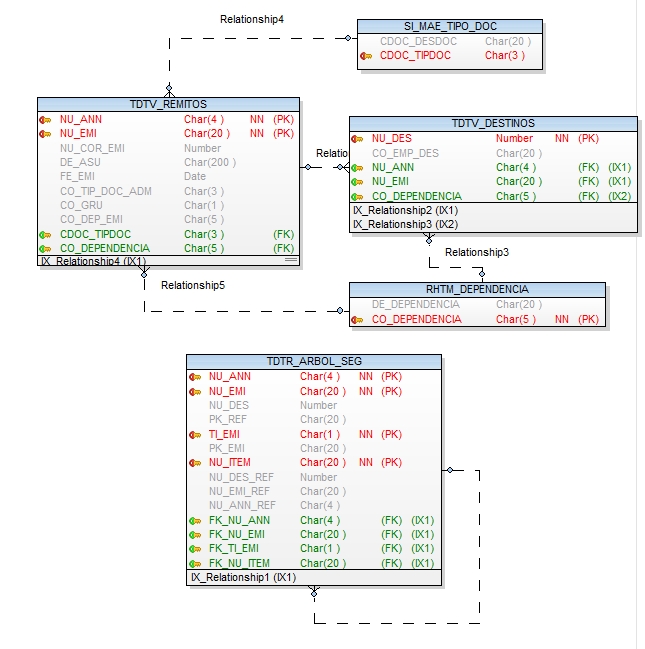 Relationship4
SI_MAE_TIPO_DOC
CDOC_DESDOC Char(20 )
CDOC_TIPDOC Char(3 )
TDTV_REMITOS
NU_ANN Char(4 ) NN (PK)
NU_EMI Char(20 ) NN (PK)
NU_COR_EMI Number
DE_ASU Char(200 )
FE_EMI Date
CO_TIP_DOC_ADM Char(3 )
CO_GRU Char(1 )
CO_DEP_EMI Char(5 )
CDOC_TIPDOC Char(3 ) (FK)
CO_DEPENDENCIA Char(5 ) (FK)
IX_Relationship4 (IX1)
Relatio
TDTV_DESTINOS
NU_DES Number NN (PK)
CO_EMP_DES Char(20 )
NU_ANN Char(4 ) (FK) (IX1)
NU_EMI Char(20 ) (FK) (IX1)
CO_DEPENDENCIA Char(5 ) (FK) (IX2)
IX_Relationship2 (IX1)
IX_Relationship3 (IX2)
Relationship3
Relationship5
RHTM_DEPENDENCIA
DE_DEPENDENCIA Char(20 )
CO_DEPENDENCIA Char(5 ) NN (PK)
TDTR_ARBOL_SEG
NU_ANN Char(4 ) NN (PK)
NU_EMI Char(20 ) NN (PK)
NU_DES Number
PK_REF Char(20 )
TI_EMI Char(1 ) NN (PK)
PK_EMI Char(20 )
NU_ITEM Char(20 ) NN (PK)
NU_DES_REF Number
NU_EMI_REF Char(20 )
NU_ANN_REF Char(4 )
FK_NU_ANN Char(4 ) (FK) (IX1)
FK_NU_EMI Char(20 ) (FK) (IX1)
FK_TI_EMI Char(1 ) (FK) (IX1)
FK_NU_ITEM Char(20 ) (FK) (IX1)
IX_Relationship1 (IX1)